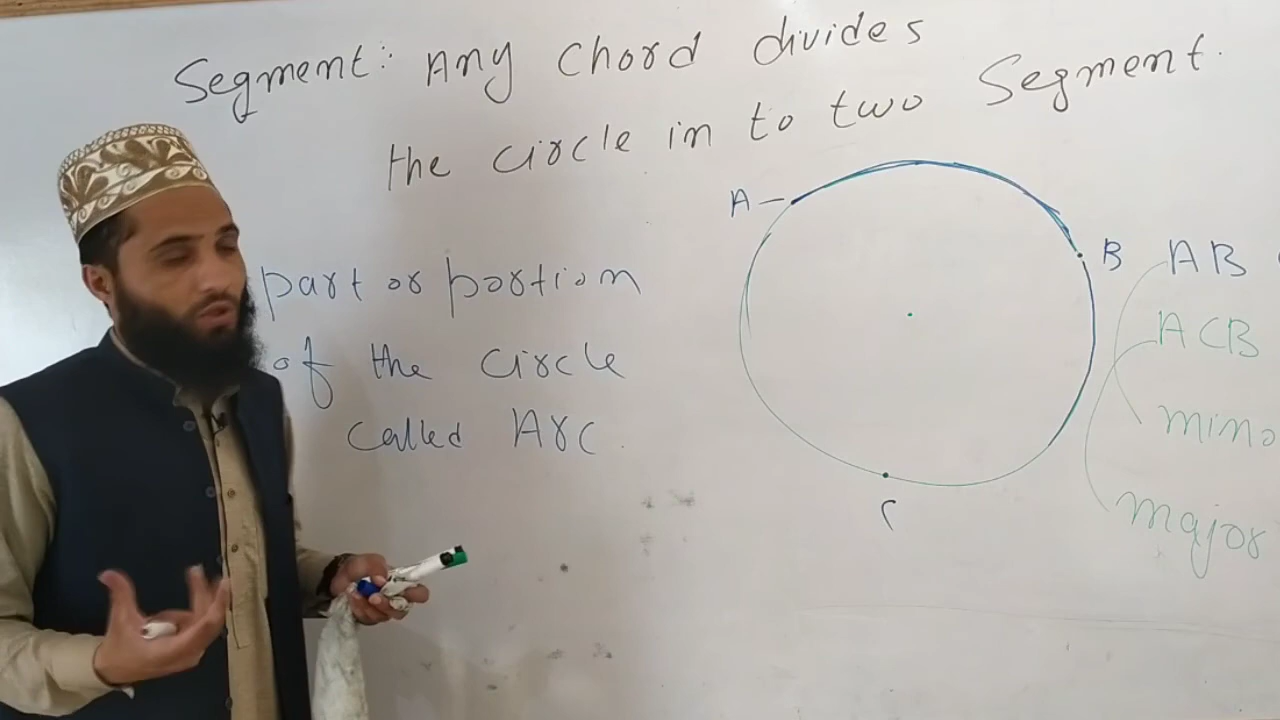 Segment: Any Chord divides
the circle in to two Segment.
part or portion
of the circle
called Arc.
A
B
C
AB
ACB
mino
major